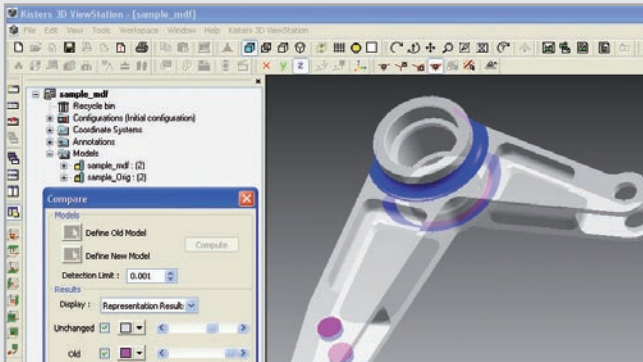 Kisters 3D ViewStation - [sample_mdf]
File Edit View Tools Workspace Window Help Kisters 3D ViewStation
x y z
sample_mdf
Recycle bin
Configurations (Initial configuration)
Coordinate Systems
Annotations
Models
sample_mdf : (2)
sample_Orig : (2)
Compare
Models
Define Old Model
Compute
Define New Model
Detection Limit : 0.001
Results
Display : Representation Results
Unchanged
Old